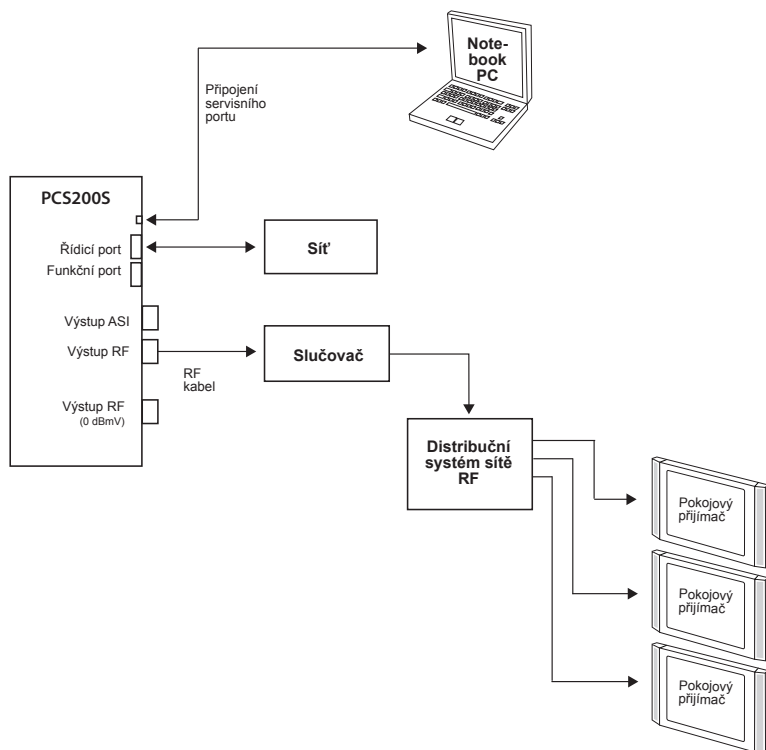 Note-
book
PC
Připojení
servisního
portu
PCS200S
Řídicí port
Síť
Funkční port
Výstup ASI
Výstup RF
Slučovač
RF
kabel
Výstup RF
(0 dBmV)
Distribuční
systém sítě
RF
Pokojový
přijímač
Pokojový
přijímač
Pokojový
přijímač